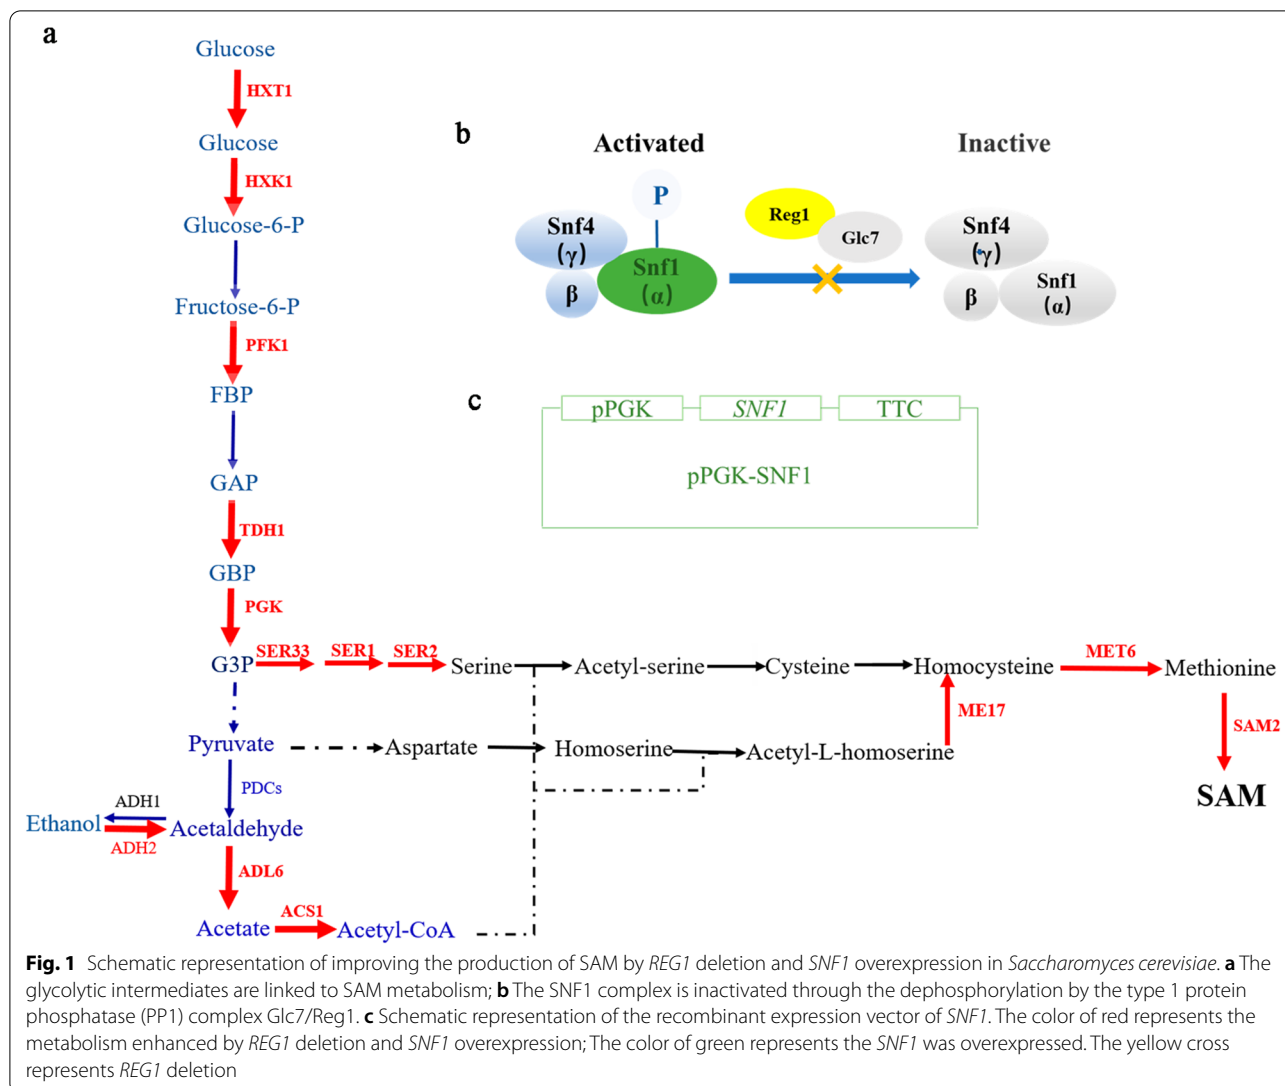 a
Glucose
HXT1
Glucose
HXK1
Glucose-6-P
Fructose-6-P
PFK1
FBP
GAP
TDH1
GBP
PGK
G3P
SER33
SER1
SER2
Serine
Acetyl-serine
Cysteine
Homocysteine
MET6
Methionine
ME17
SAM2
Pyruvate
Aspartate
Homoserine
Acetyl-L-homoserine
SAM
PDCs
ADH1
Ethanol
Acetaldehyde
ADH2
ADL6
ACS1
Acetate
Acetyl-CoA
b
Activated
Inactive
P
Snf4
(γ)
Snf1
(α)
β
Reg1
Glc7
Snf4
(γ)
Snf1
(α)
β
c
pPGK
SNF1
TTC
pPGK-SNF1
Fig. 1 Schematic representation of improving the production of SAM by REG1 deletion and SNF1 overexpression in Saccharomyces cerevisiae. a The
glycolytic intermediates are linked to SAM metabolism; b The SNF1 complex is inactivated through the dephosphorylation by the type 1 protein
phosphatase (PP1) complex Glc7/Reg1. c Schematic representation of the recombinant expression vector of SNF1. The color of red represents the
metabolism enhanced by REG1 deletion and SNF1 overexpression; The color of green represents the SNF1 was overexpressed. The yellow cross
represents REG1 deletion